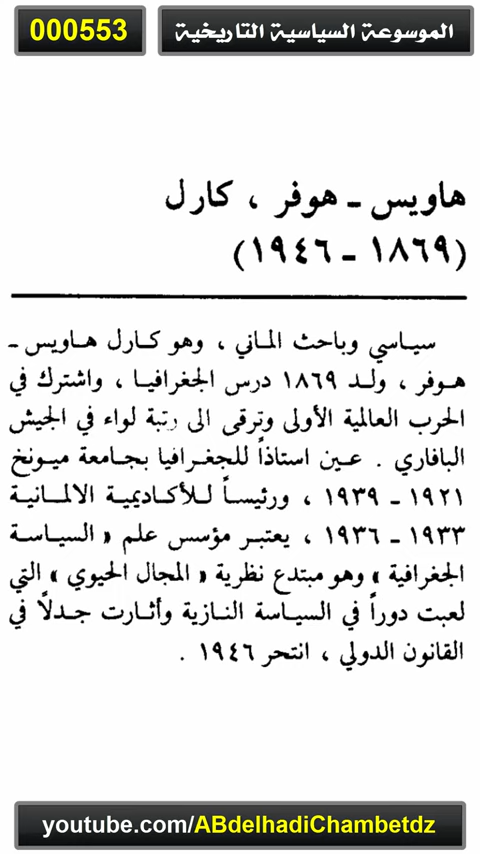 000553
الموسوعة السياسية التاريخية
هاويس - هوفر ، كارل
(١٨٦٩ - ١٩٤٦)
سياسي وباحث الماني ، وهو كارل هاويس -
هوفر ، ولد ١٨٦٩ درس الجغرافيا ، واشترك في
الحرب العالمية الأولى وترقى الى رتبة لواء في الجيش
البافاري . عين استاذاً للجغرافيا بجامعة ميونخ
١٩٢١ - ١٩٣٩ ، ورئيساً للأكاديمية الالمانية
١٩٣٣ - ١٩٣٦ ، يعتبر مؤسس علم « السياسة
الجغرافية » وهو مبتدع نظرية « المجال الحيوي » التي
لعبت دوراً في السياسة النازية وأثارت جدلاً في
القانون الدولي ، انتحر ١٩٤٦ .
youtube.com/ABdelhadiChambetdz